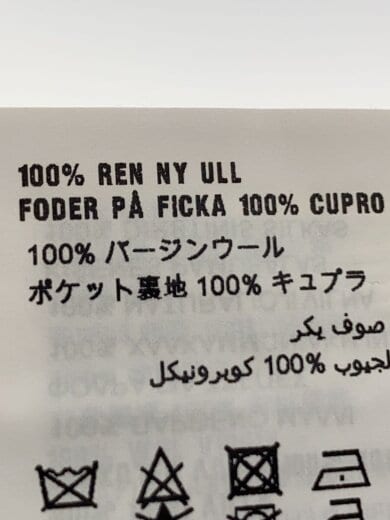 100% REN NY ULL
FODER PÅ FICKA 100% CUPRO
100% バージンウール
ポケット裏地 100% キュプラ
صوف بكر
لجيوب 100% كوبرونيكل